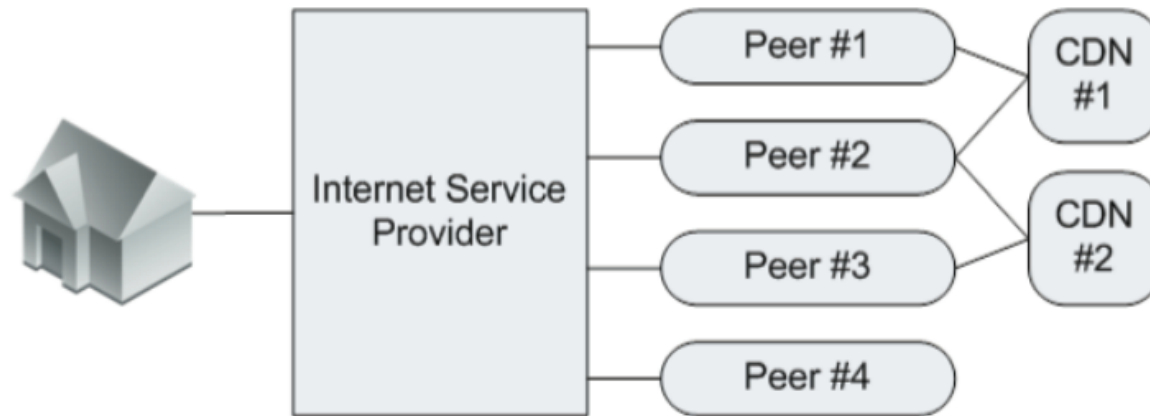 Peer #1
CDN
#1
Peer #2
Internet Service
Provider
CDN
#2
Peer #3
Peer #4